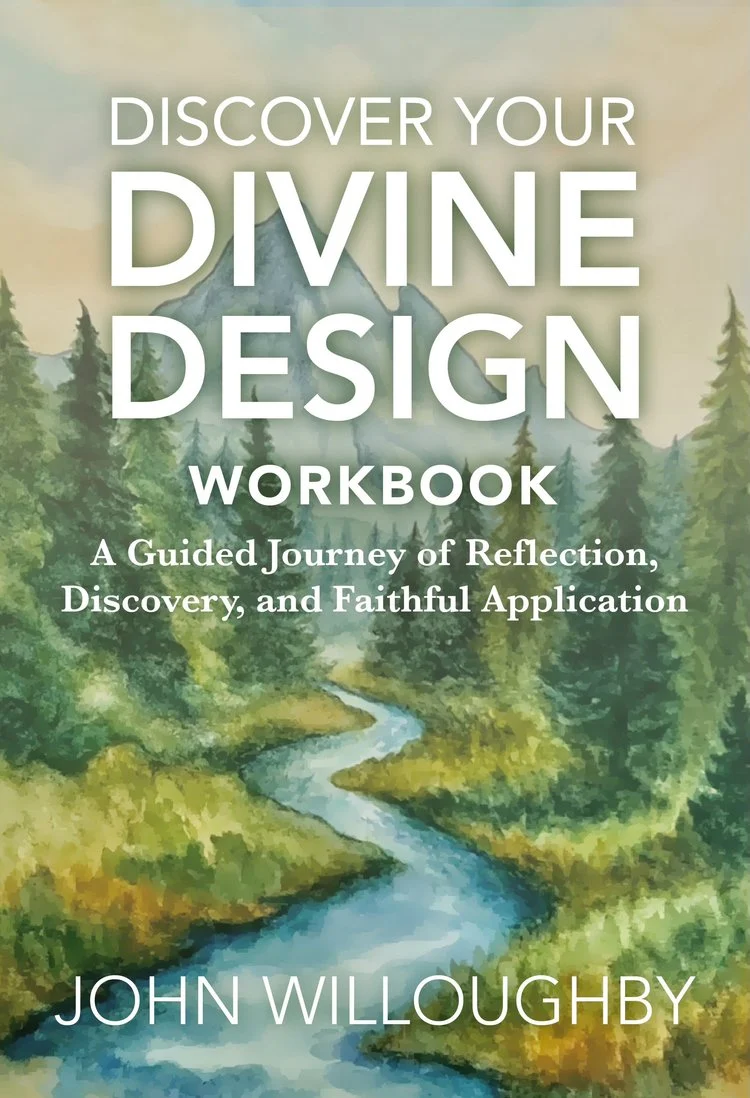 DISCOVER YOUR
DIVINE
DESIGN
WORKBOOK
A Guided Journey of Reflection,
Discovery, and Faithful Application
JOHN WILLOUGHBY